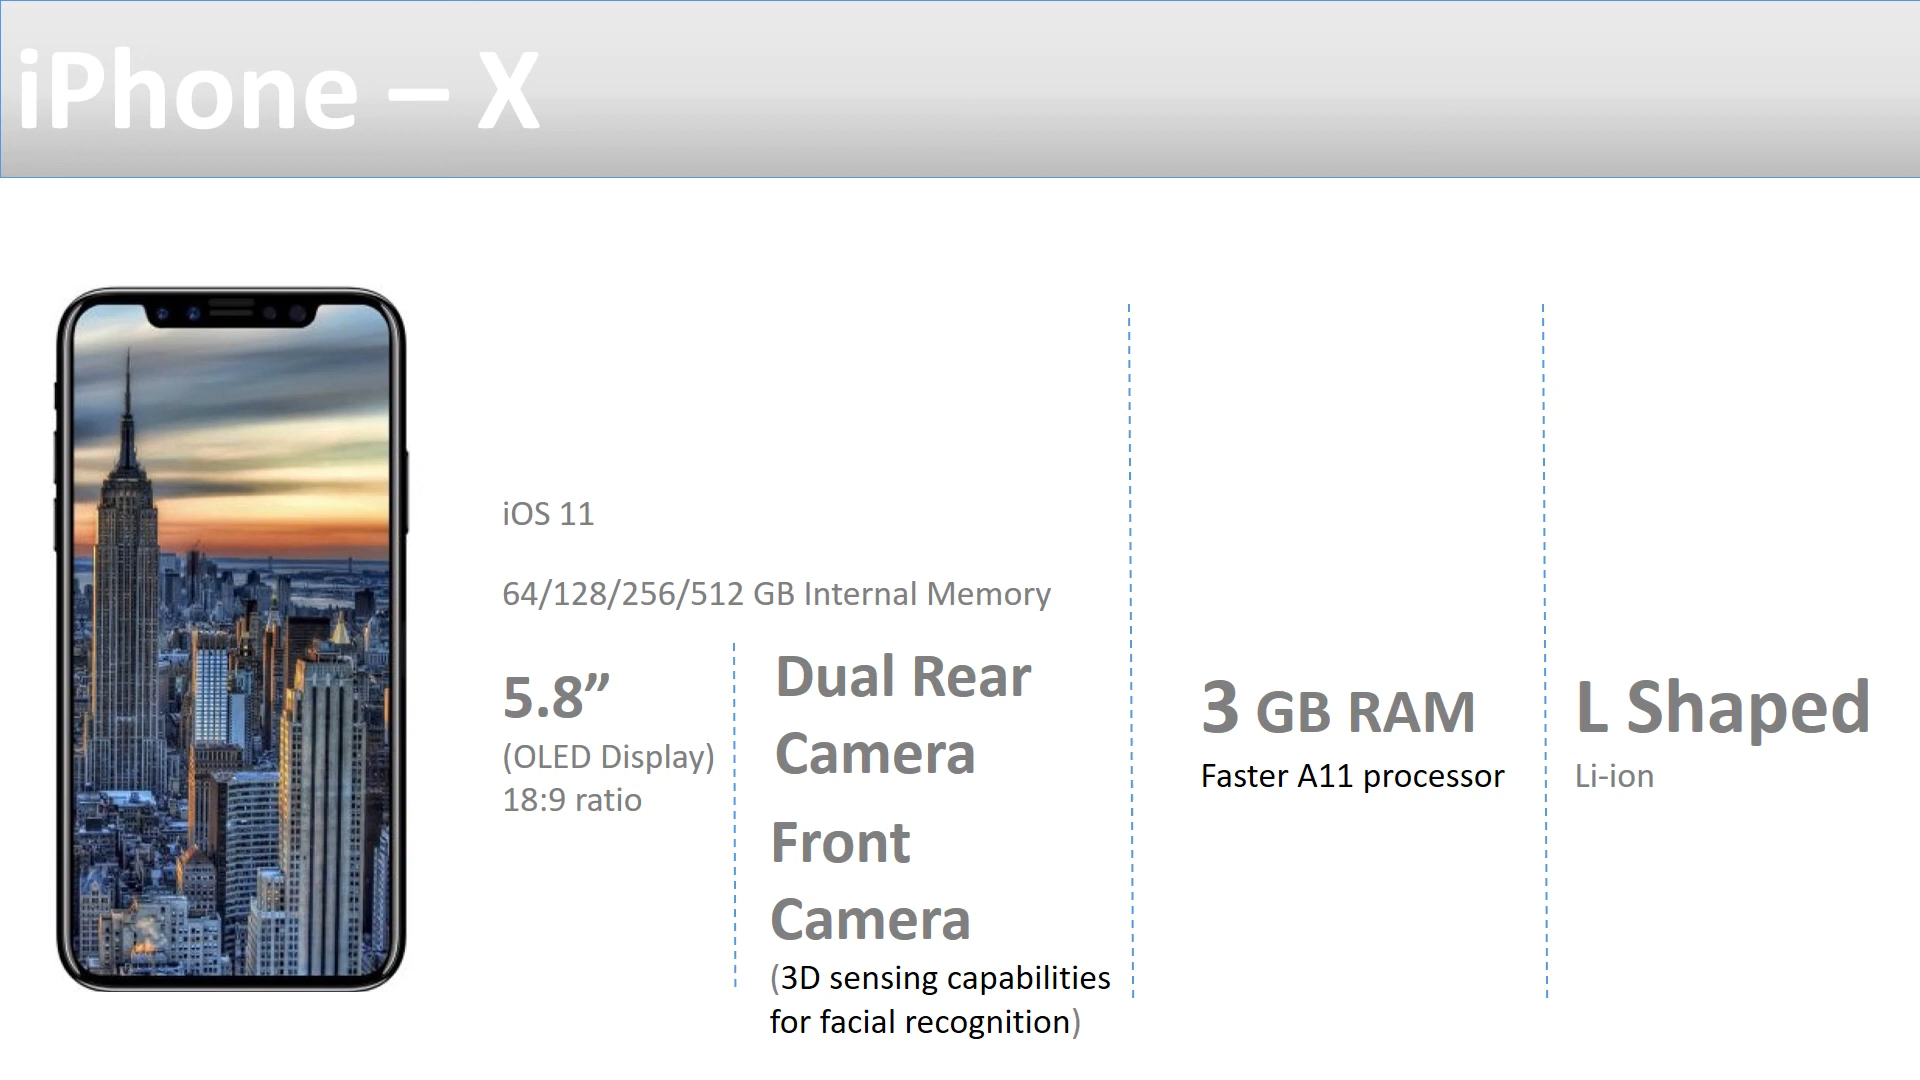 iPhone – X
iOS 11
64/128/256/512 GB Internal Memory
5.8”
(OLED Display)
18:9 ratio
Dual Rear
Camera
Front
Camera
(3D sensing capabilities
for facial recognition)
3 GB RAM
Faster A11 processor
L Shaped
Li-ion